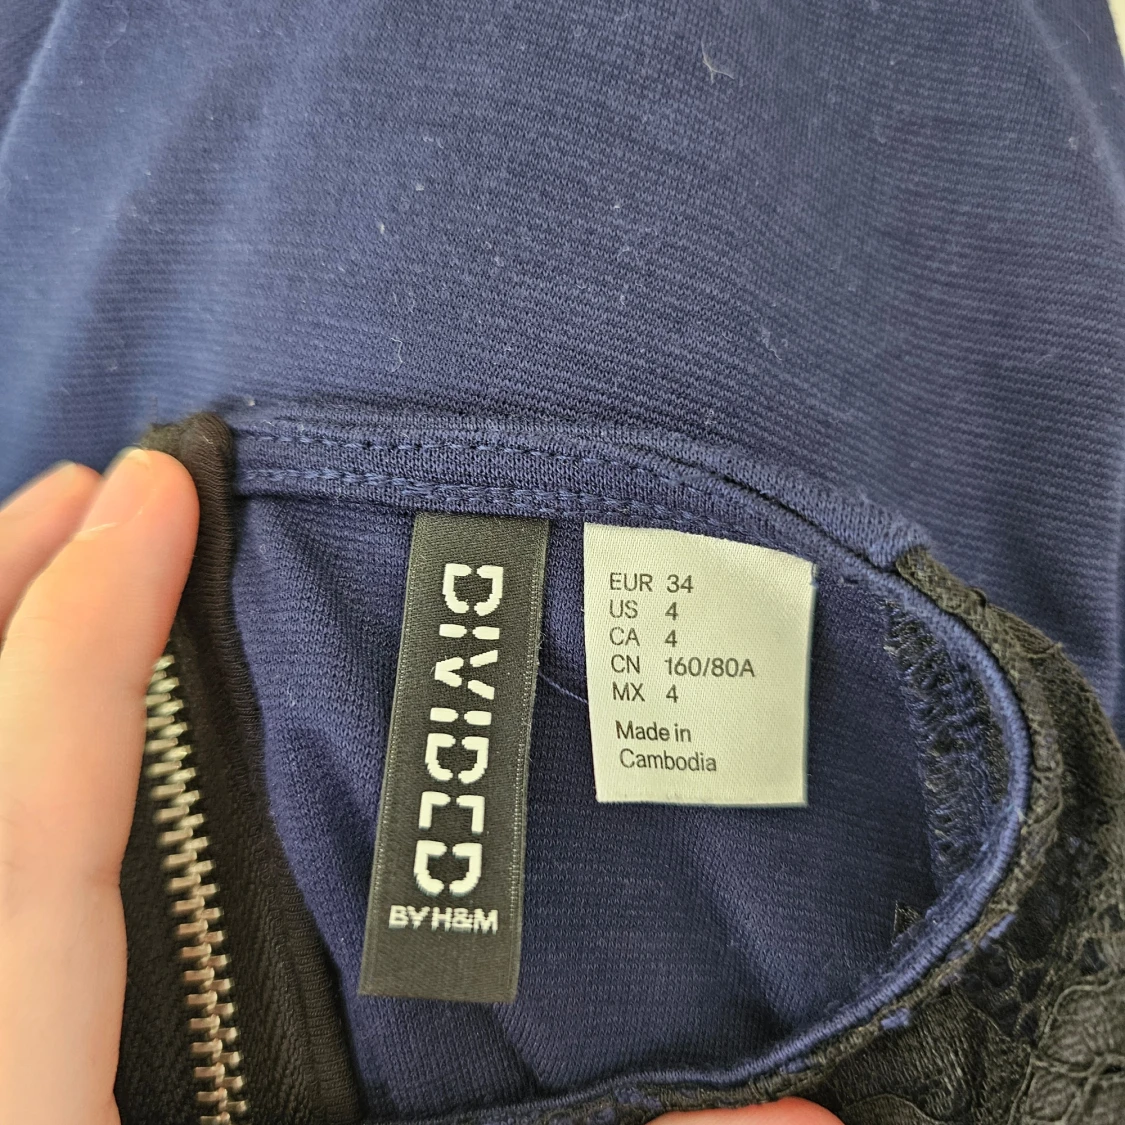 DIVIDED
BY H&M
EUR 34
US 4
CA 4
CN 160/80A
MX 4
Made in
Cambodia